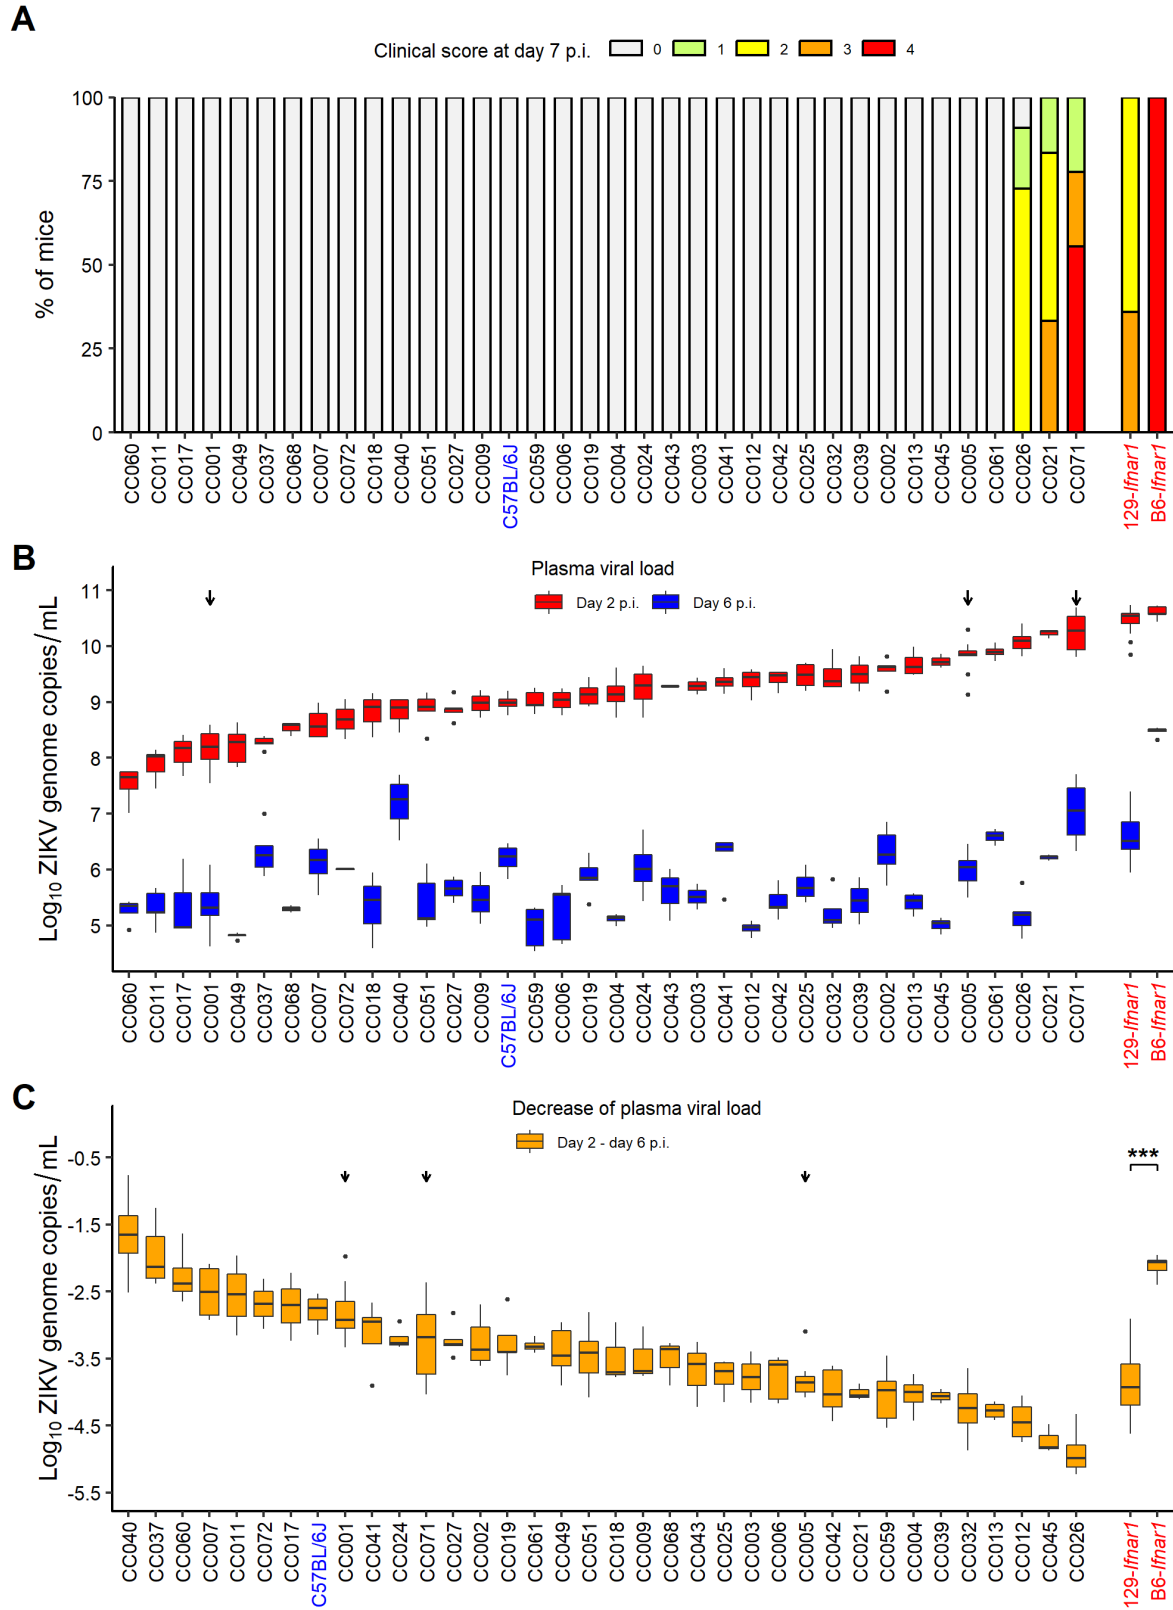 A
Clinical score at day 7 p.i. 0 1 2 3 4
% of mice
100
75
50
25
0
CC060 CC011 CC017 CC001 CC049 CC037 CC068 CC007 CC072 CC018 CC040 CC051 CC027 CC009 C57BL/6J CC059 CC006 CC019 CC004 CC024 CC043 CC003 CC041 CC012 CC042 CC025 CC032 CC039 CC002 CC013 CC045 CC005 CC061 CC026 CC021 CC071 129-Ifnar1 B6-Ifnar1
B
Plasma viral load
Day 2 p.i. Day 6 p.i.
Log10 ZIKV genome copies/mL
11
10
9
8
7
6
5
CC060 CC011 CC017 CC001 CC049 CC037 CC068 CC007 CC072 CC018 CC040 CC051 CC027 CC009 C57BL/6J CC059 CC006 CC019 CC004 CC024 CC043 CC003 CC041 CC012 CC042 CC025 CC032 CC039 CC002 CC013 CC045 CC005 CC061 CC026 CC021 CC071 129-Ifnar1 B6-Ifnar1
C
Decrease of plasma viral load
Day 2 - day 6 p.i.
***
Log10 ZIKV genome copies/mL
-0.5
-1.5
-2.5
-3.5
-4.5
-5.5
CC040 CC037 CC060 CC007 CC011 CC072 CC017 C57BL/6J CC001 CC041 CC024 CC071 CC027 CC002 CC019 CC061 CC049 CC051 CC018 CC009 CC068 CC043 CC025 CC003 CC006 CC005 CC042 CC021 CC059 CC004 CC039 CC032 CC013 CC012 CC045 CC026 129-Ifnar1 B6-Ifnar1